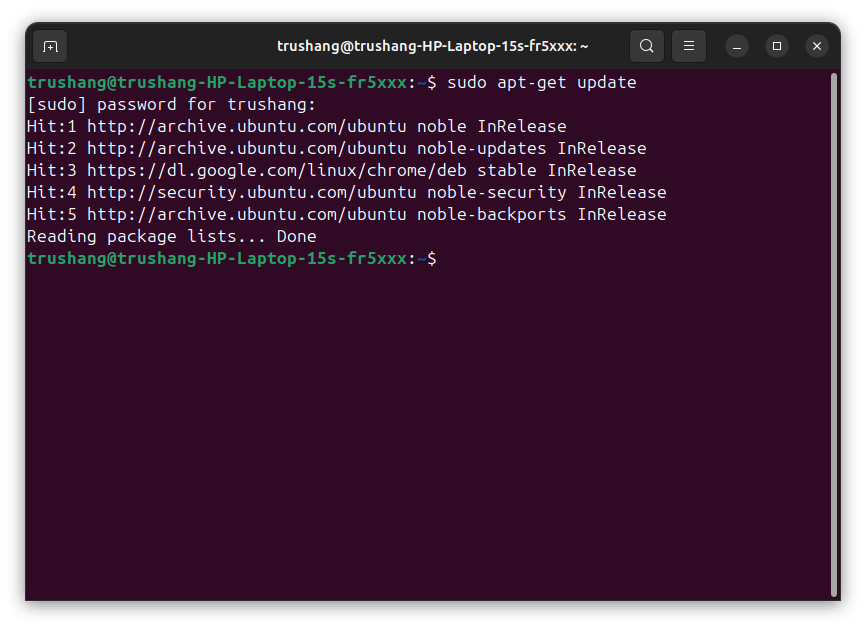 trushang@trushang-HP-Laptop-15s-fr5xxx: ~
trushang@trushang-HP-Laptop-15s-fr5xxx:~$ sudo apt-get update
[sudo] password for trushang:
Hit:1 http://archive.ubuntu.com/ubuntu noble InRelease
Hit:2 http://archive.ubuntu.com/ubuntu noble-updates InRelease
Hit:3 https://dl.google.com/linux/chrome/deb stable InRelease
Hit:4 http://security.ubuntu.com/ubuntu noble-security InRelease
Hit:5 http://archive.ubuntu.com/ubuntu noble-backports InRelease
Reading package lists... Done
trushang@trushang-HP-Laptop-15s-fr5xxx:~$